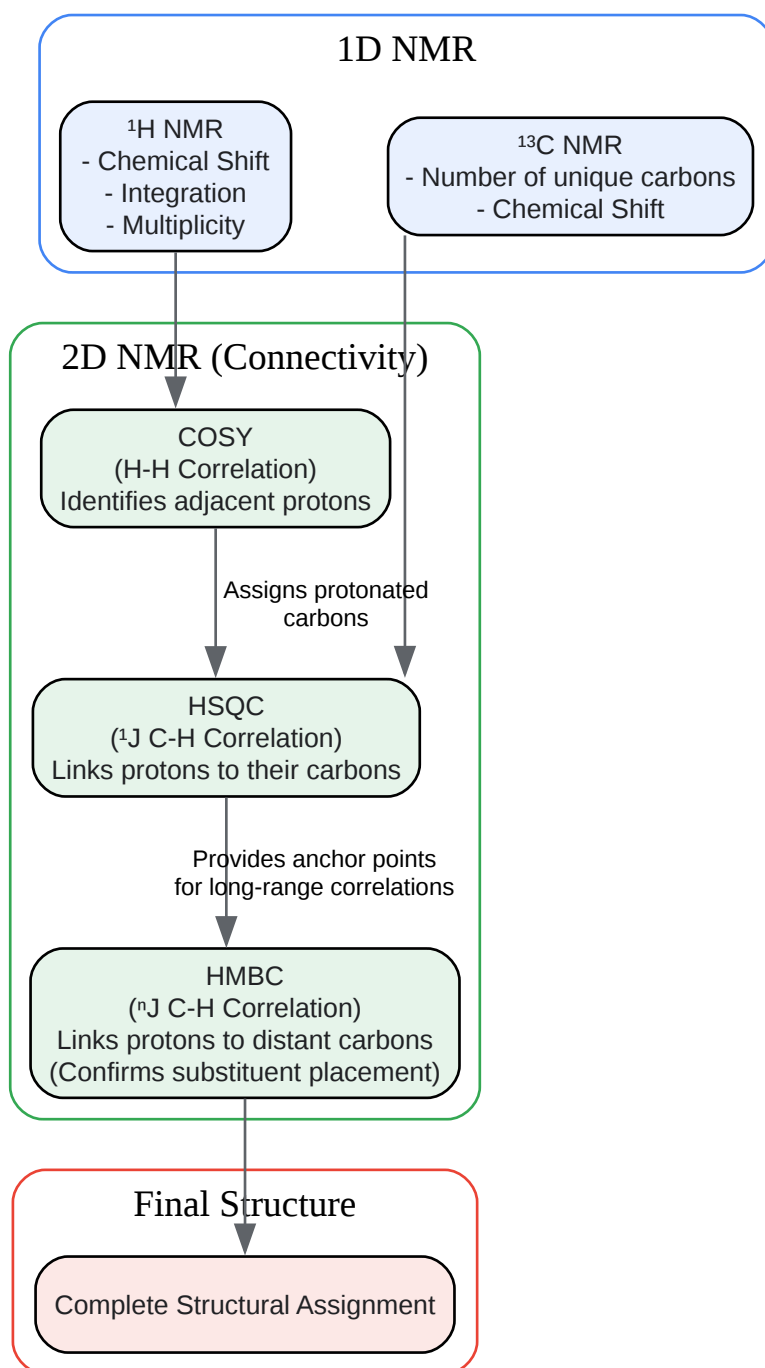 1D NMR
¹H NMR
- Chemical Shift
- Integration
- Multiplicity
¹³C NMR
- Number of unique carbons
- Chemical Shift
2D NMR (Connectivity)
COSY
(H-H Correlation)
Identifies adjacent protons
Assigns protonated
carbons
HSQC
(¹J C-H Correlation)
Links protons to their carbons
Provides anchor points
for long-range correlations
HMBC
(ⁿJ C-H Correlation)
Links protons to distant carbons
(Confirms substituent placement)
Final Structure
Complete Structural Assignment